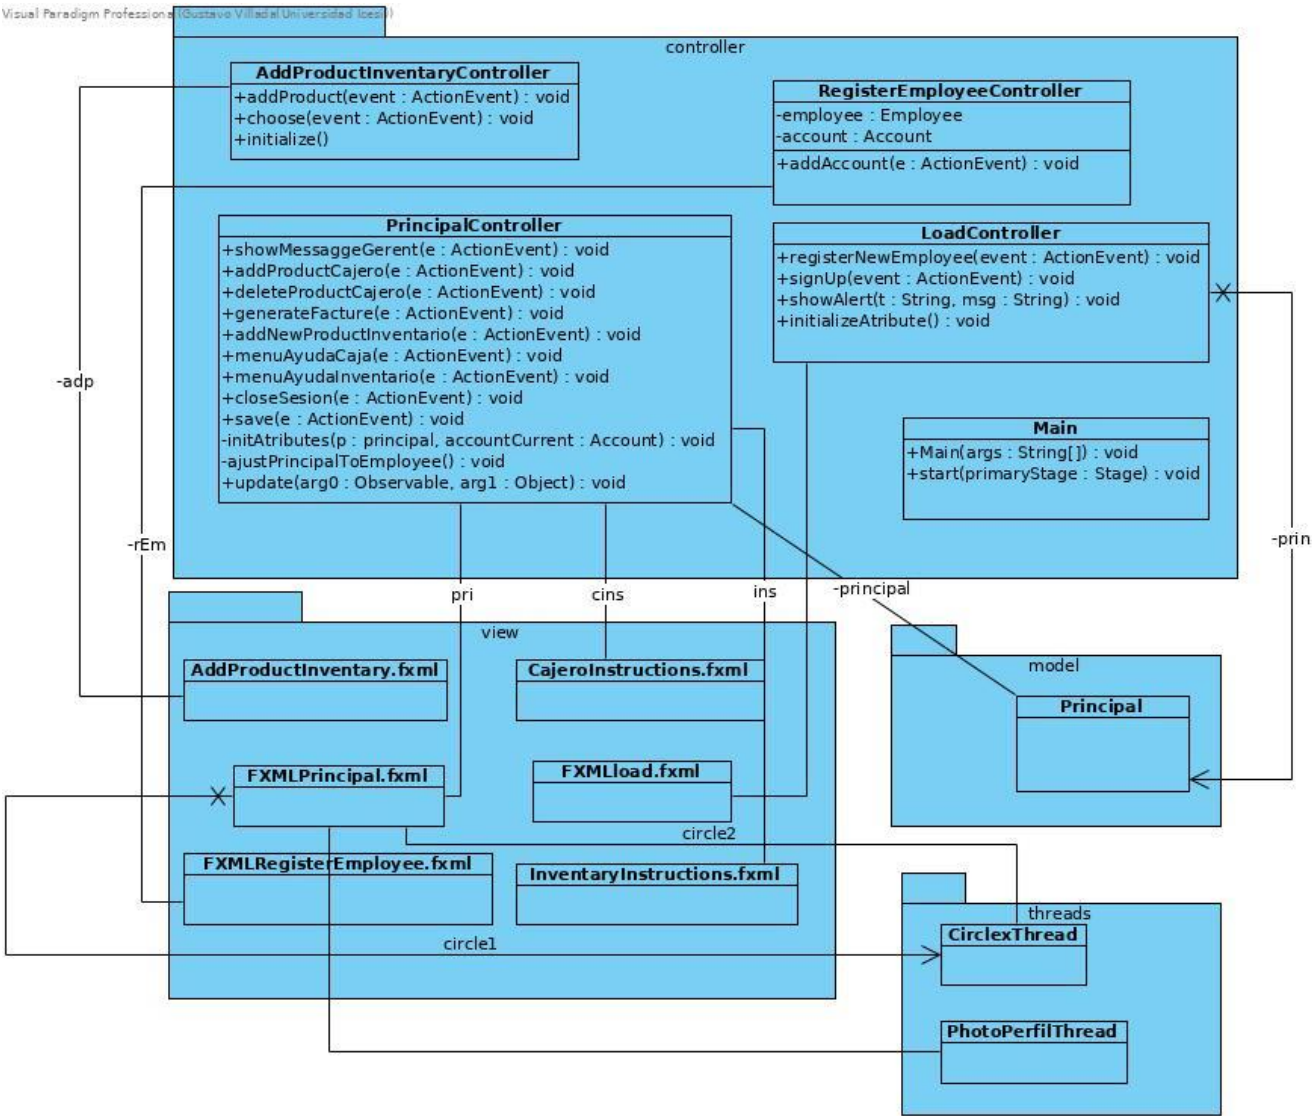 Visual Paradigm Professional(Gustavo Villada(Universidad Icesi))
controller
AddProductInventaryController
+addProduct(event : ActionEvent) : void
+choose(event : ActionEvent) : void
+initialize()
RegisterEmployeeController
-employee : Employee
-account : Account
+addAccount(e : ActionEvent) : void
PrincipalController
+showMessaggeGerent(e : ActionEvent) : void
+addProductCajero(e : ActionEvent) : void
+deleteProductCajero(e : ActionEvent) : void
+generateFacture(e : ActionEvent) : void
+addNewProductInventario(e : ActionEvent) : void
+menuAyudaCaja(e : ActionEvent) : void
+menuAyudaInventario(e : ActionEvent) : void
+closeSesion(e : ActionEvent) : void
+save(e : ActionEvent) : void
-initAtributes(p : principal, accountCurrent : Account) : void
-ajustPrincipalToEmployee() : void
+update(arg0 : Observable, arg1 : Object) : void
LoadController
+registerNewEmployee(event : ActionEvent) : void
+signUp(event : ActionEvent) : void
+showAlert(t : String, msg : String) : void
+initializeAtribute() : void
Main
+Main(args : String[]) : void
+start(primaryStage : Stage) : void
-adp
-rEm
-prin
pri
cins
ins
-principal
view
AddProductInventary.fxml
CajeroInstructions.fxml
FXMLPrincipal.fxml
FXMLload.fxml
circle2
FXMLRegisterEmployee.fxml
InventaryInstructions.fxml
circle1
model
Principal
threads
CirclexThread
PhotoPerfilThread